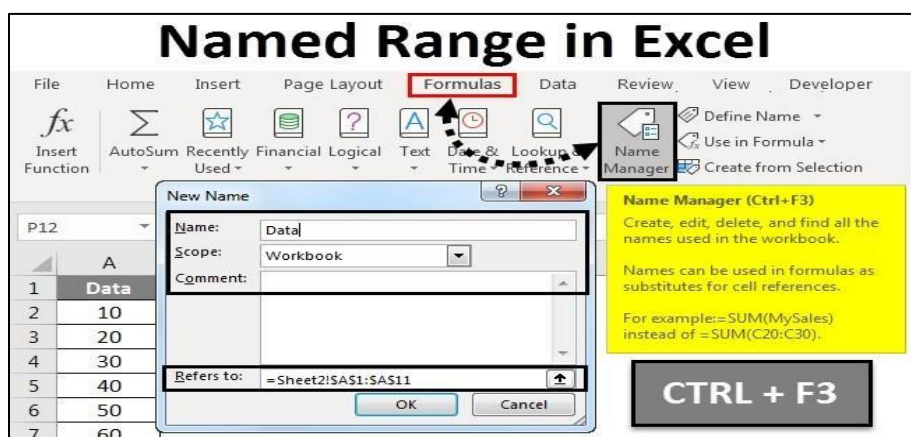 Named Range in Excel
File Home Insert Page Layout Formulas Data Review View Developer
fx
Insert Function
AutoSum
Recently Used
Financial
Logical
?
Text
A
Date & Time
Lookup & Reference
Name Manager
Define Name
Use in Formula
Create from Selection
P12
New Name
Name: Data
Scope: Workbook
Comment:
Refers to: =Sheet2!$A$1:$A$11
OK Cancel
A
1 Data
2 10
3 20
4 30
5 40
6 50
7 60
Name Manager (Ctrl+F3)
Create, edit, delete, and find all the
names used in the workbook.
Names can be used in formulas as
substitutes for cell references.
For example:=SUM(MySales)
instead of =SUM(C20:C30).
CTRL + F3